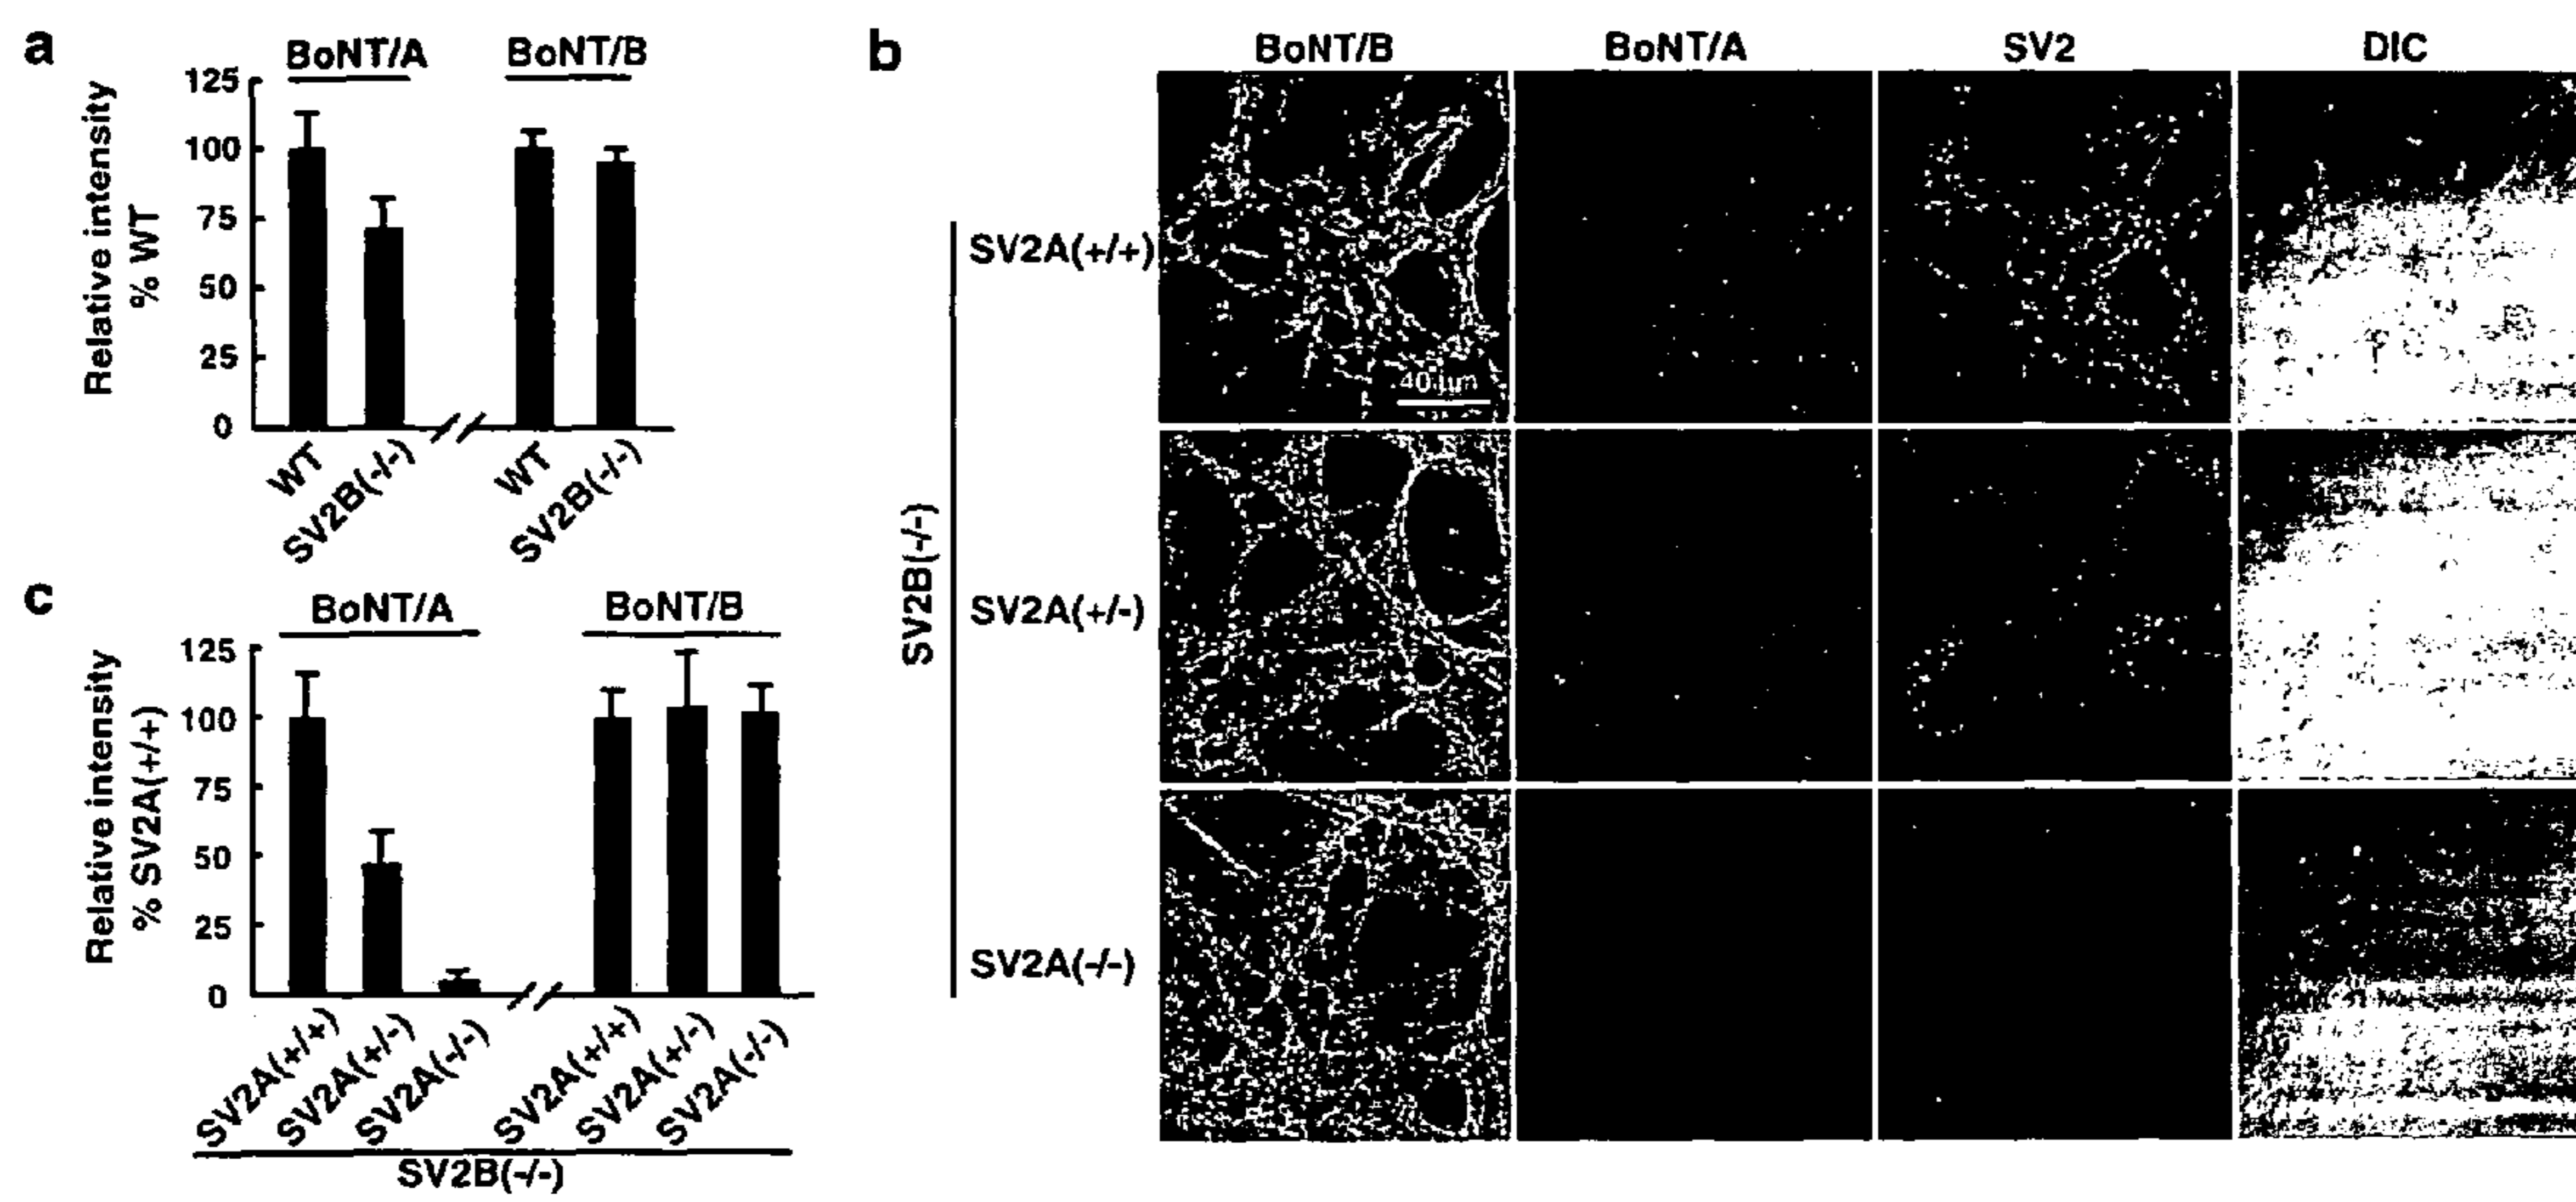 a
BoNT/A BoNT/B
Relative intensity
% WT
125
100
75
50
25
0
WT
SV2B(-/-)
WT
SV2B(-/-)
b
BoNT/B BoNT/A SV2 DIC
SV2B(-/-)
SV2A(+/+)
40 µm
SV2A(+/-)
SV2A(-/-)
c
BoNT/A BoNT/B
Relative intensity
% SV2A(+/+)
125
100
75
50
25
0
SV2A(+/+)
SV2A(+/-)
SV2A(-/-)
SV2A(+/+)
SV2A(+/-)
SV2A(-/-)
SV2B(-/-)